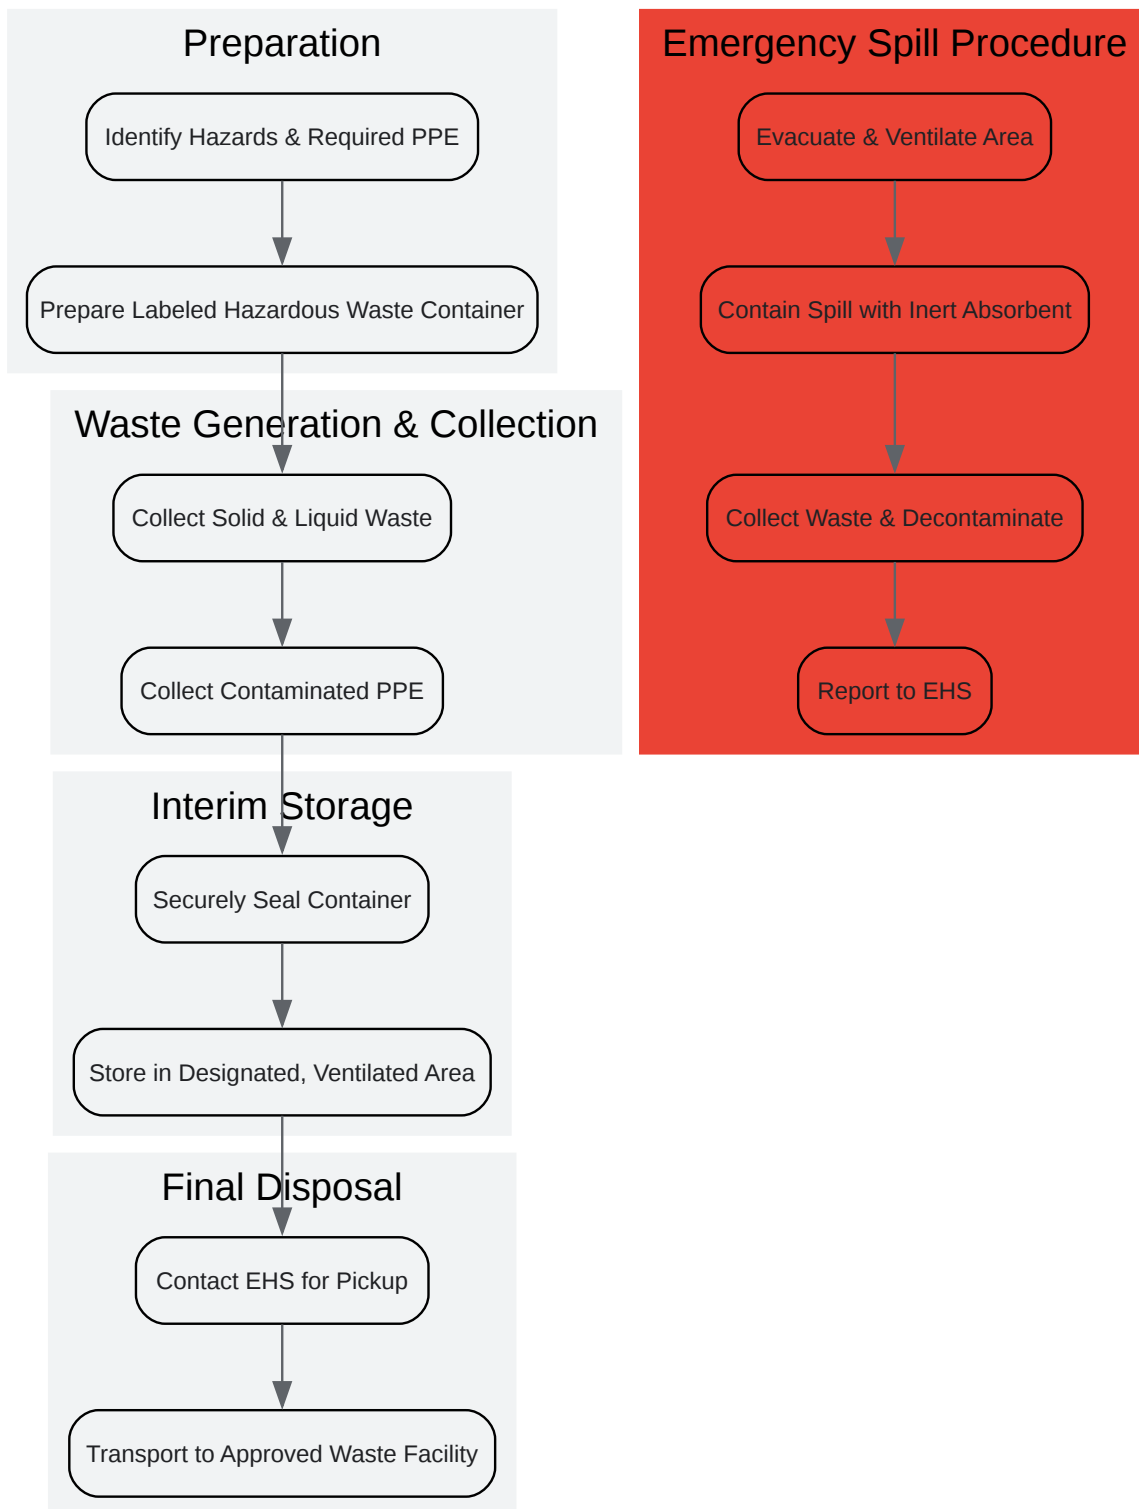 Preparation
Identify Hazards & Required PPE
Prepare Labeled Hazardous Waste Container
Waste Generation & Collection
Collect Solid & Liquid Waste
Collect Contaminated PPE
Interim Storage
Securely Seal Container
Store in Designated, Ventilated Area
Final Disposal
Contact EHS for Pickup
Transport to Approved Waste Facility
Emergency Spill Procedure
Evacuate & Ventilate Area
Contain Spill with Inert Absorbent
Collect Waste & Decontaminate
Report to EHS